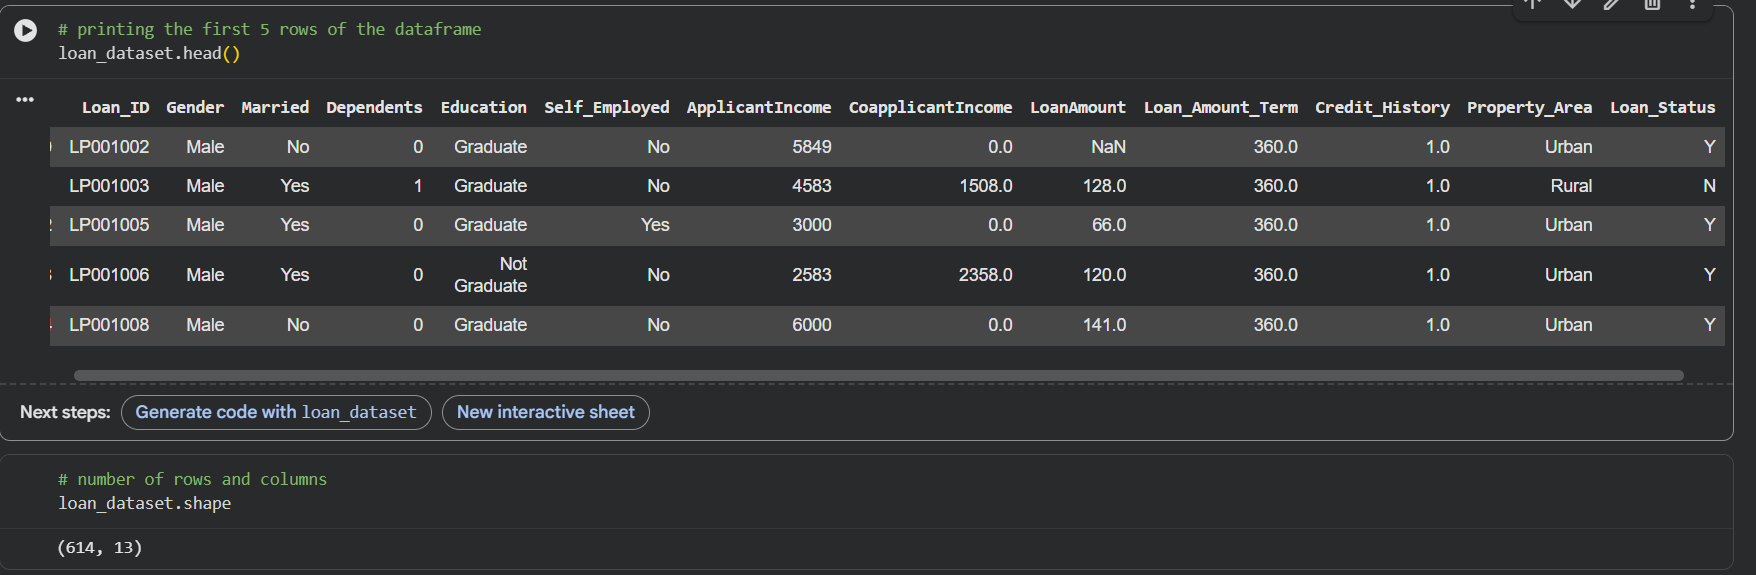 # printing the first 5 rows of the dataframe
loan_dataset.head()
Loan_ID Gender Married Dependents Education Self_Employed ApplicantIncome CoapplicantIncome LoanAmount Loan_Amount_Term Credit_History Property_Area Loan_Status
LP001002 Male No 0 Graduate No 5849 0.0 NaN 360.0 1.0 Urban Y
LP001003 Male Yes 1 Graduate No 4583 1508.0 128.0 360.0 1.0 Rural N
LP001005 Male Yes 0 Graduate Yes 3000 0.0 66.0 360.0 1.0 Urban Y
LP001006 Male Yes 0 Not Graduate No 2583 2358.0 120.0 360.0 1.0 Urban Y
LP001008 Male No 0 Graduate No 6000 0.0 141.0 360.0 1.0 Urban Y
Next steps: Generate code with loan_dataset New interactive sheet
# number of rows and columns
loan_dataset.shape
(614, 13)